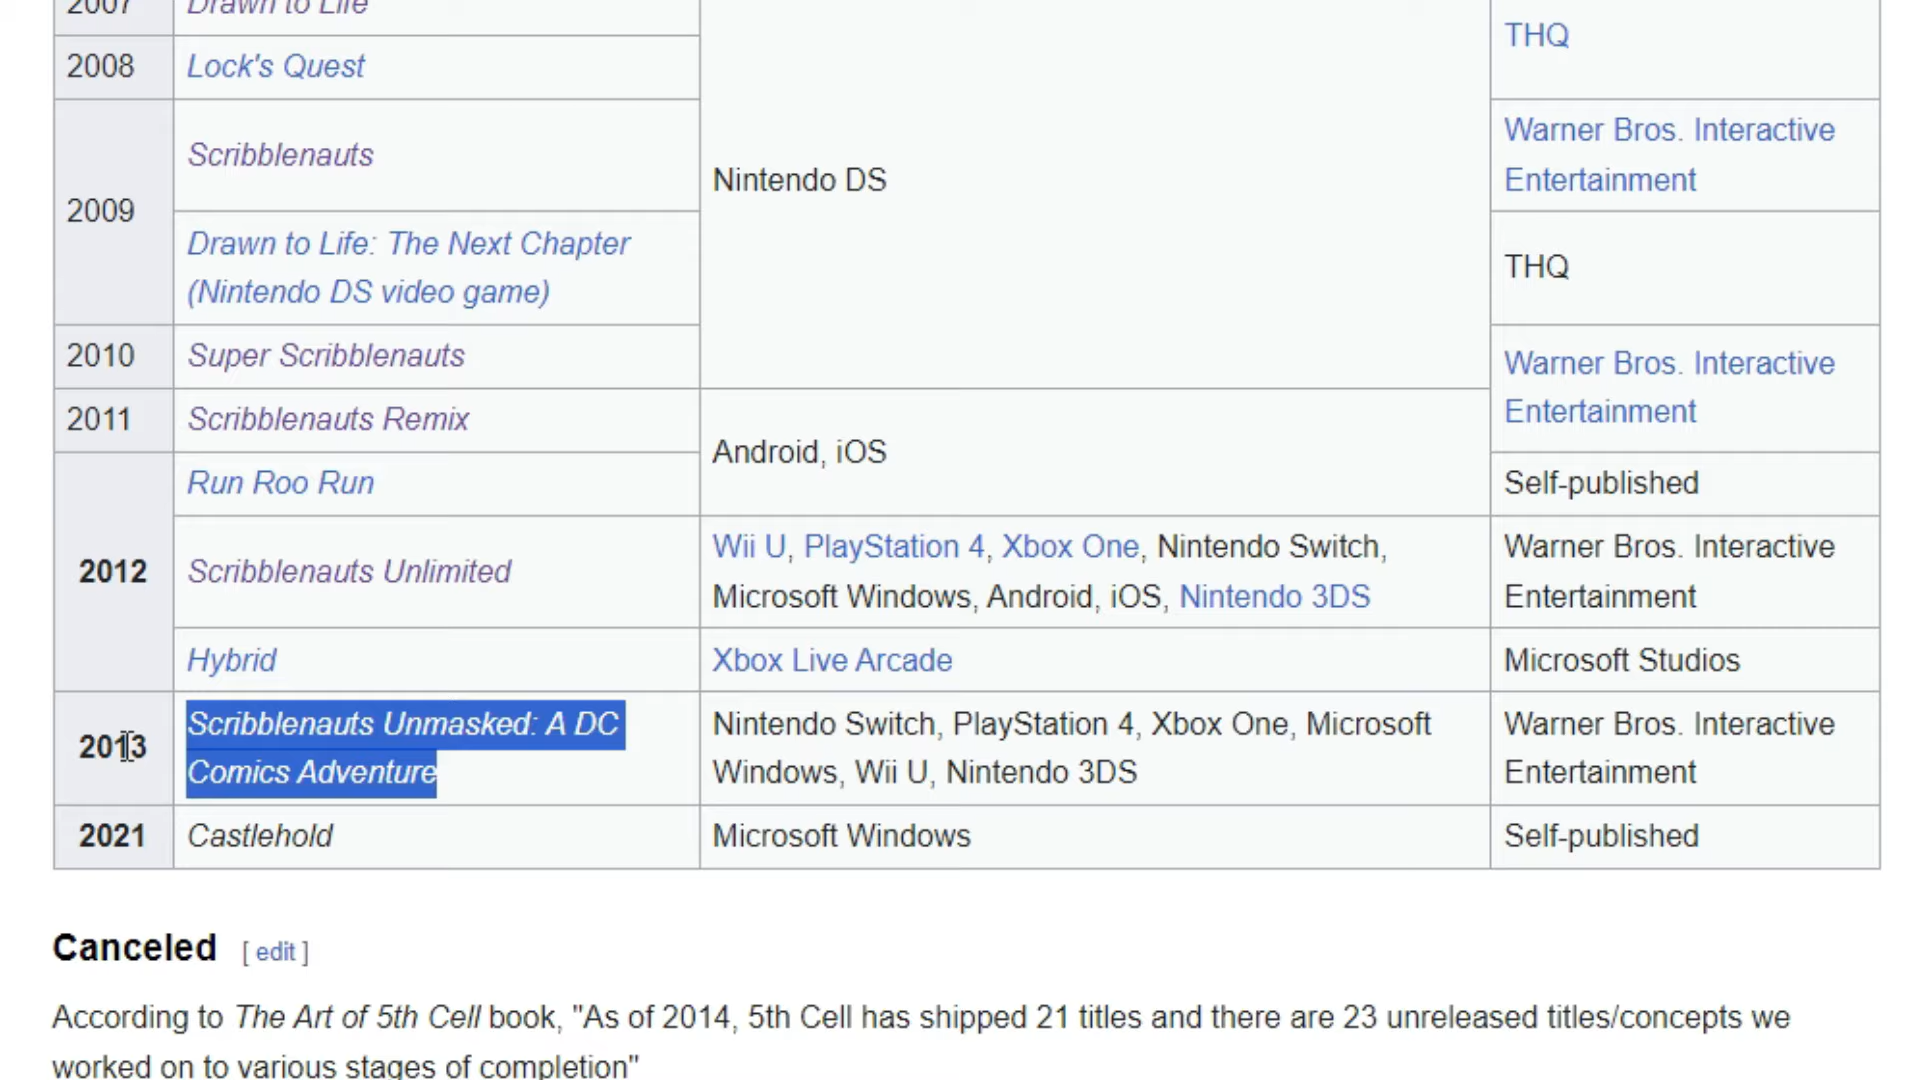 2007
Drawn to Life
THQ
2008
Lock's Quest
2009
Scribblenauts
Nintendo DS
Warner Bros. Interactive
Entertainment
Drawn to Life: The Next Chapter
(Nintendo DS video game)
THQ
2010
Super Scribblenauts
Warner Bros. Interactive
Entertainment
2011
Scribblenauts Remix
Android, iOS
2012
Run Roo Run
Self-published
Scribblenauts Unlimited
Wii U, PlayStation 4, Xbox One, Nintendo Switch,
Microsoft Windows, Android, iOS, Nintendo 3DS
Warner Bros. Interactive
Entertainment
Hybrid
Xbox Live Arcade
Microsoft Studios
2013
Scribblenauts Unmasked: A DC
Comics Adventure
Nintendo Switch, PlayStation 4, Xbox One, Microsoft
Windows, Wii U, Nintendo 3DS
Warner Bros. Interactive
Entertainment
2021
Castlehold
Microsoft Windows
Self-published
Canceled [ edit ]
According to The Art of 5th Cell book, "As of 2014, 5th Cell has shipped 21 titles and there are 23 unreleased titles/concepts we
worked on to various stages of completion"